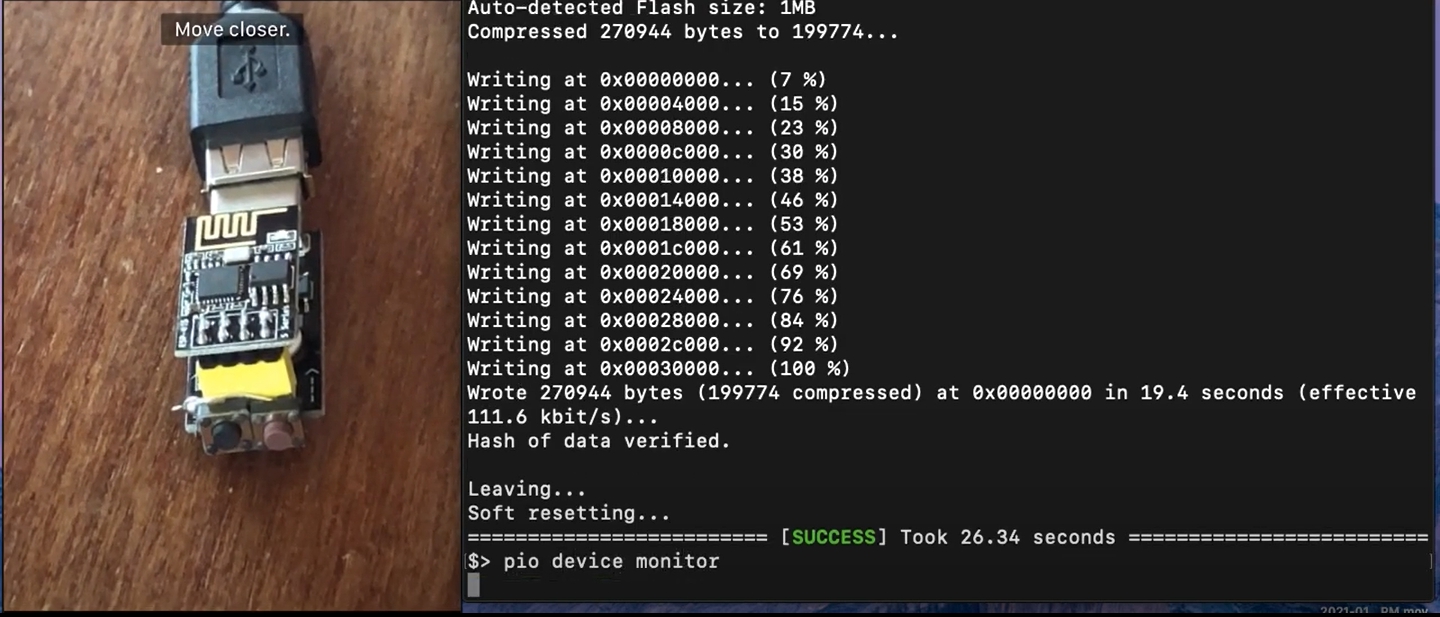 Move closer.
Auto-detected Flash size: 1MB
Compressed 270944 bytes to 199774...
Writing at 0x00000000... (7 %)
Writing at 0x00004000... (15 %)
Writing at 0x00008000... (23 %)
Writing at 0x0000c000... (30 %)
Writing at 0x00010000... (38 %)
Writing at 0x00014000... (46 %)
Writing at 0x00018000... (53 %)
Writing at 0x0001c000... (61 %)
Writing at 0x00020000... (69 %)
Writing at 0x00024000... (76 %)
Writing at 0x00028000... (84 %)
Writing at 0x0002c000... (92 %)
Writing at 0x00030000... (100 %)
Wrote 270944 bytes (199774 compressed) at 0x00000000 in 19.4 seconds (effective
111.6 kbit/s)...
Hash of data verified.
Leaving...
Soft resetting...
========================= [SUCCESS] Took 26.34 seconds =========================
$> pio device monitor
2021-01 PM.mov